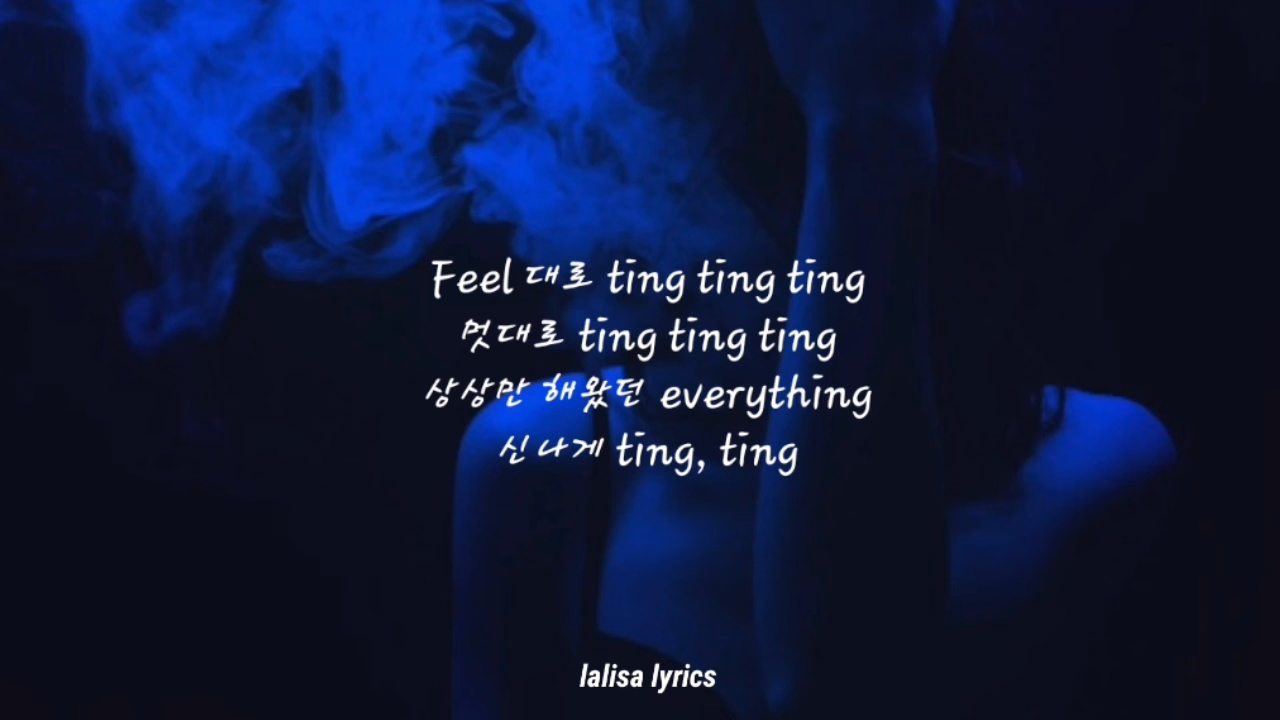 Feel 대로 ting ting ting
멋대로 ting ting ting
상상만 해왔던 everything
신나게 ting, ting
lalisa lyrics